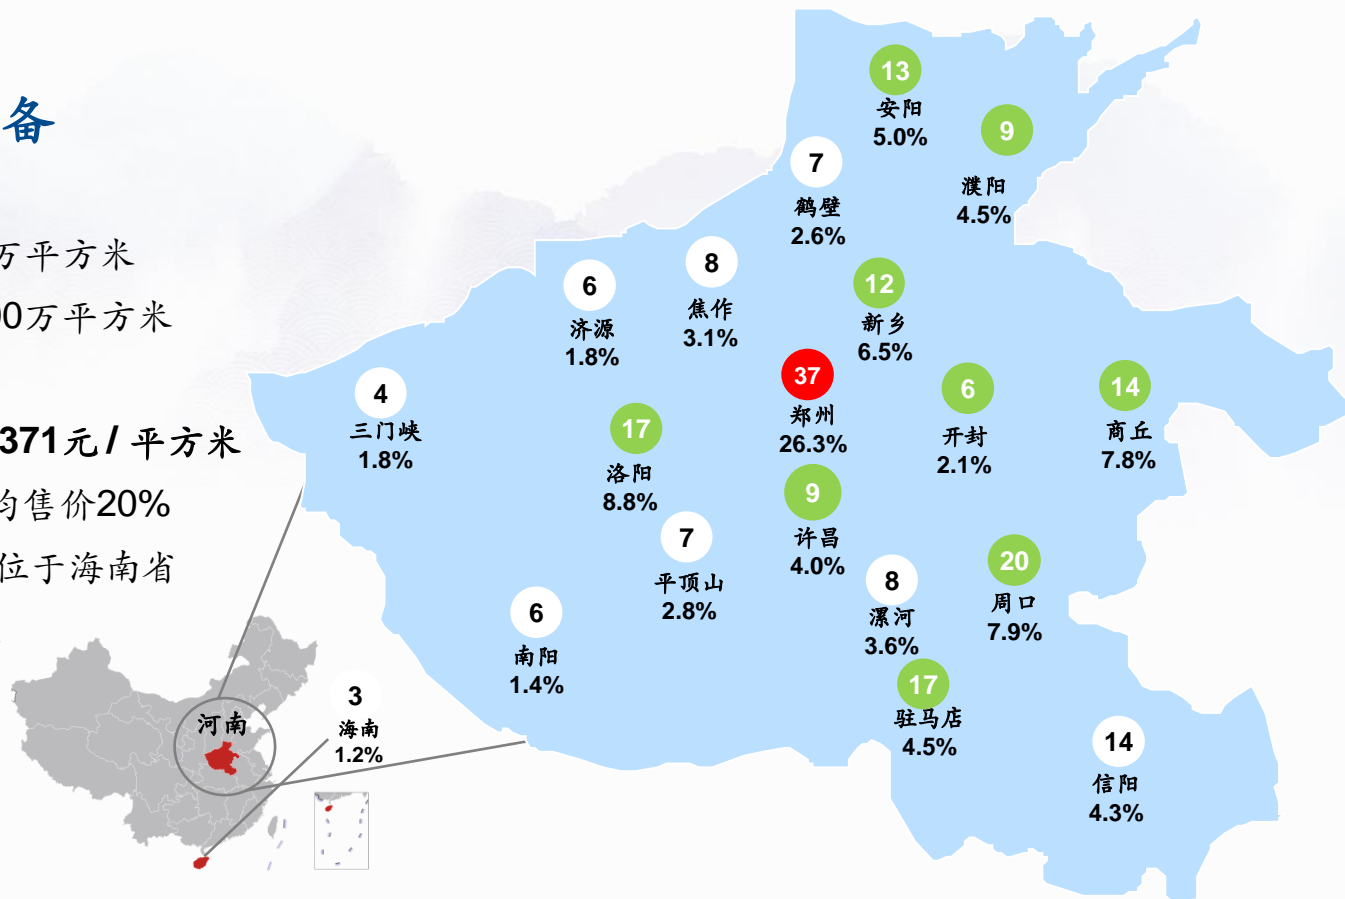 备
万平方米
00万平方米
371元 / 平方米
均售价20%
位于海南省
13
安阳
5.0%
9
濮阳
4.5%
7
鹤壁
2.6%
8
焦作
3.1%
6
济源
1.8%
12
新乡
6.5%
37
郑州
26.3%
6
开封
2.1%
14
商丘
7.8%
4
三门峡
1.8%
17
洛阳
8.8%
9
许昌
4.0%
7
平顶山
2.8%
8
漯河
3.6%
20
周口
7.9%
6
南阳
1.4%
17
驻马店
4.5%
14
信阳
4.3%
河南
3
海南
1.2%